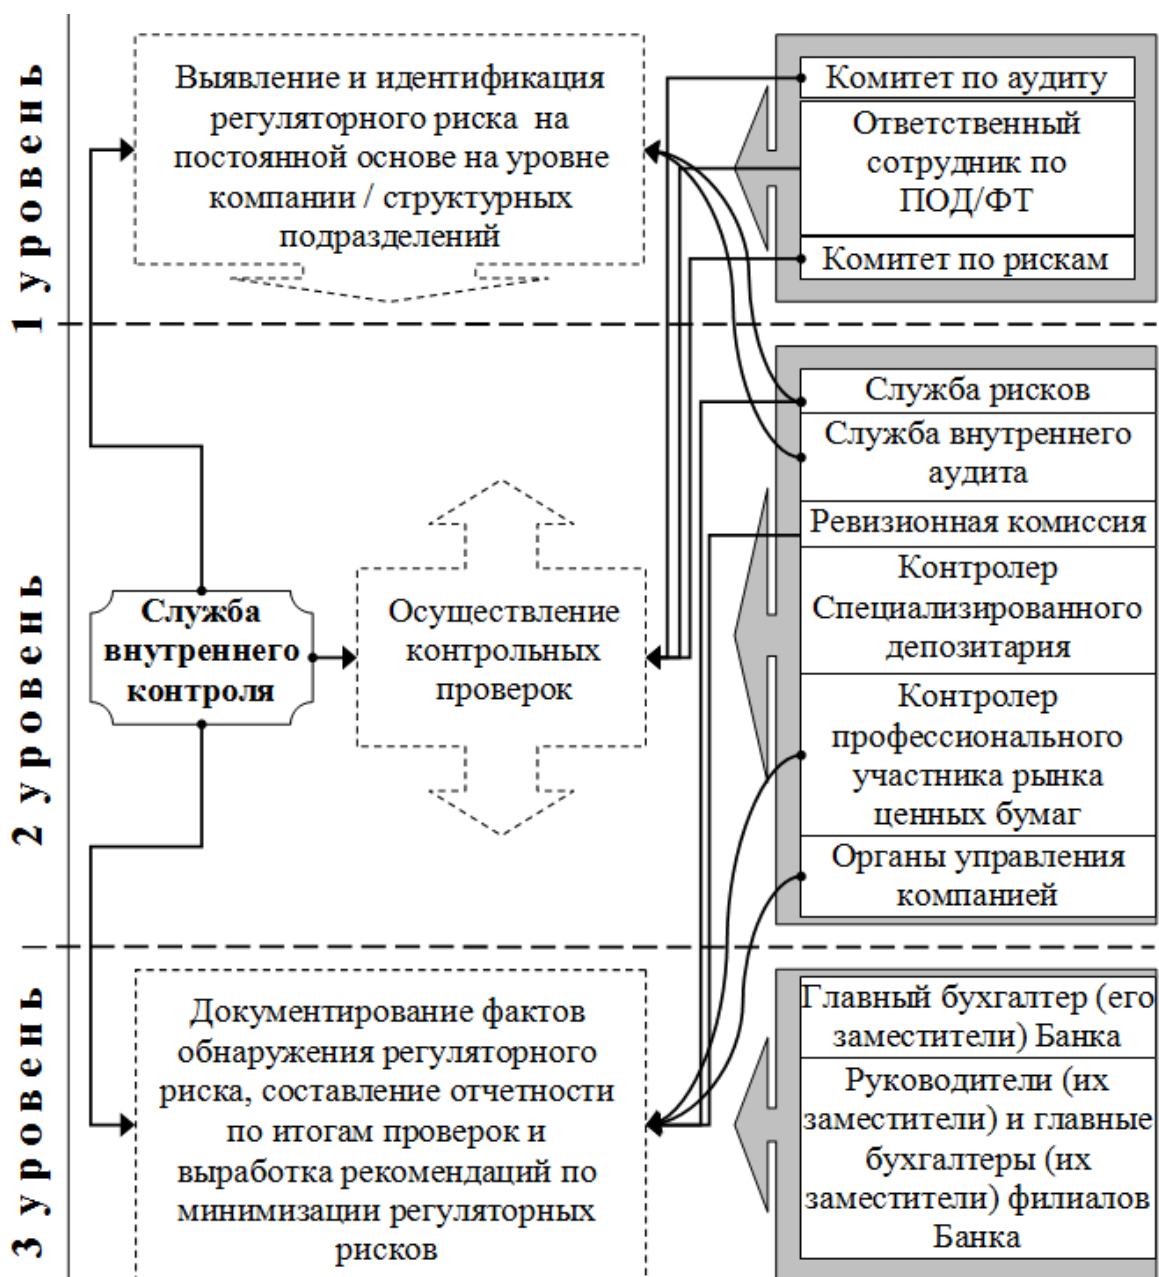 1 уровень
Выявление и идентификация
регуляторного риска на
постоянной основе на уровне
компании / структурных
подразделений
Комитет по аудиту
Ответственный
сотрудник по
ПОД/ФТ
Комитет по рискам
2 уровень
Служба
внутреннего
контроля
Осуществление
контрольных
проверок
Служба рисков
Служба внутреннего
аудита
Ревизионная комиссия
Контролер
Специализированного
депозитария
Контролер
профессионального
участника рынка
ценных бумаг
Органы управления
компанией
3 уровень
Документирование фактов
обнаружения регуляторного
риска, составление отчетности
по итогам проверок и
выработка рекомендаций по
минимизации регуляторных
рисков
Главный бухгалтер (его
заместители) Банка
Руководители (их
заместители) и главные
бухгалтеры (их
заместители) филиалов
Банка